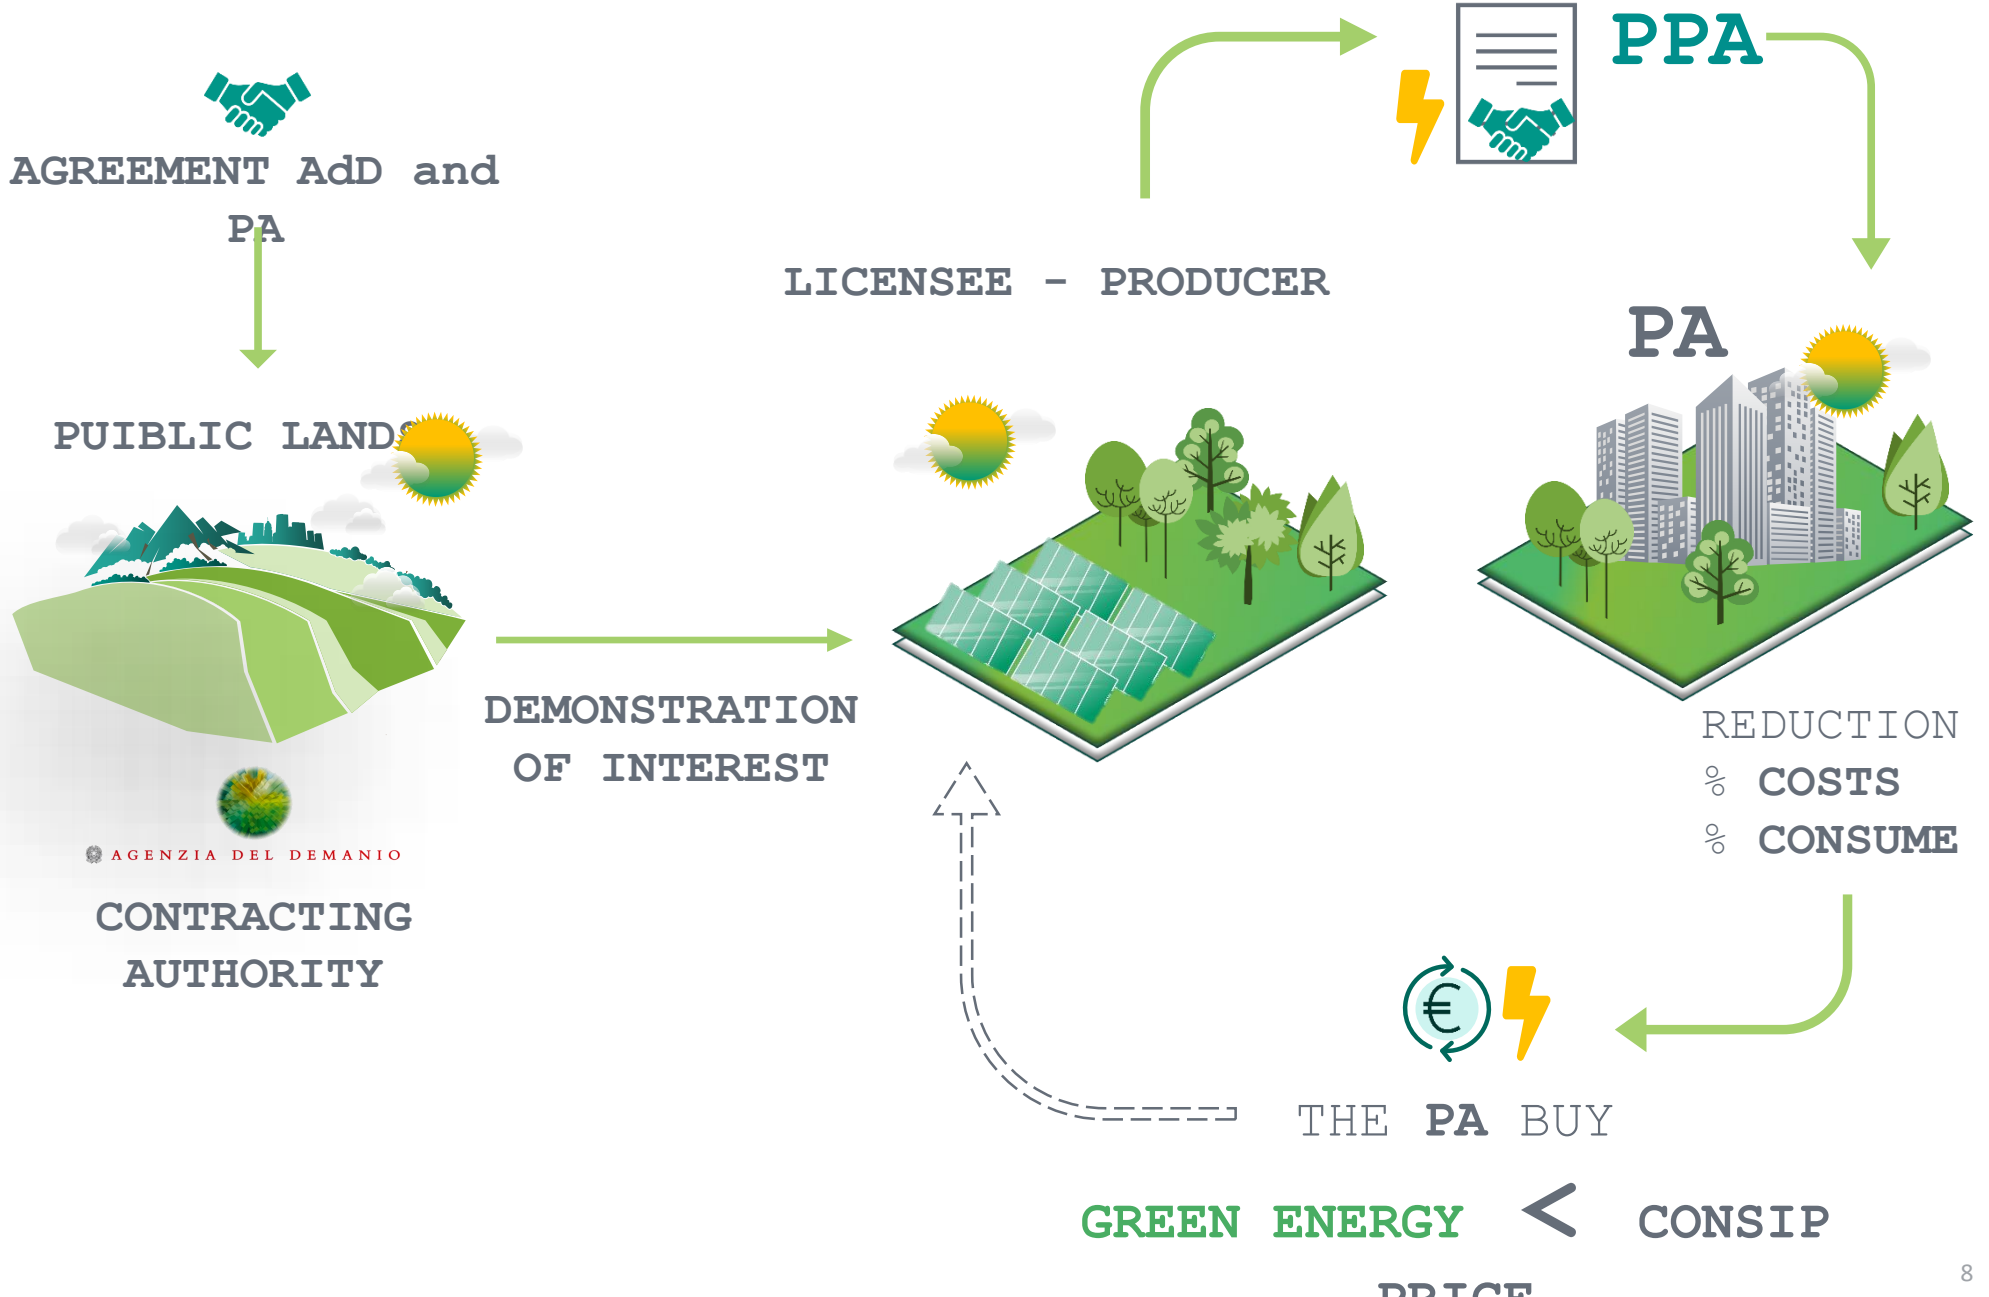 PPA
AGREEMENT AdD and
PA
LICENSEE - PRODUCER
PA
PUIBLIC LANDS
DEMONSTRATION
OF INTEREST
REDUCTION
% COSTS
% CONSUME
AGENZIA DEL DEMANIO
CONTRACTING
AUTHORITY
€
THE PA BUY
GREEN ENERGY < CONSIP
PRICE
8